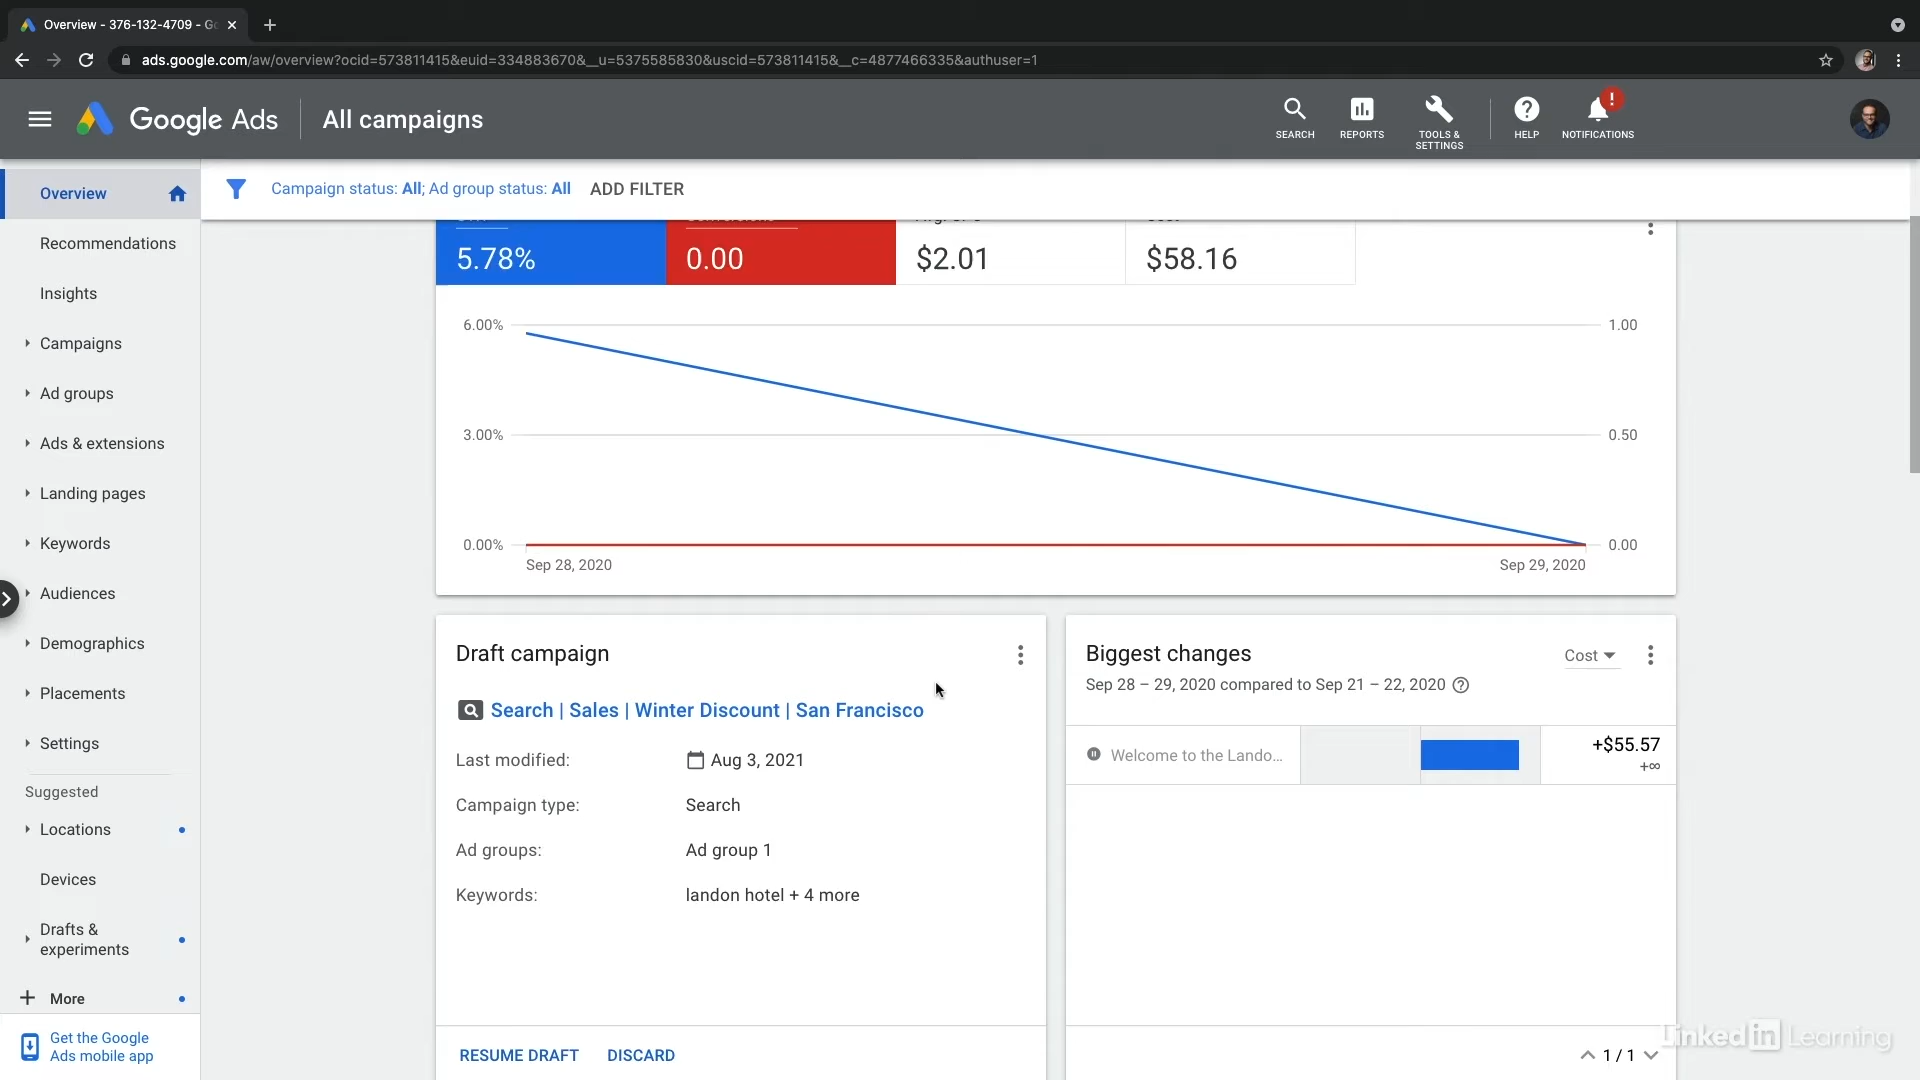 Overview - 376-132-4709 - Go
ads.google.com/aw/overview?ocid=573811415&euid=334883670&__u=5375585830&uscid=573811415&__c=4877466335&authuser=1
Google Ads
All campaigns
SEARCH
REPORTS
TOOLS &
SETTINGS
HELP
!
NOTIFICATIONS
Overview
Recommendations
Insights
Campaigns
Ad groups
Ads & extensions
Landing pages
Keywords
Audiences
Demographics
Placements
Settings
Suggested
Locations
Devices
Drafts &
experiments
More
Get the Google
Ads mobile app
Campaign status: All; Ad group status: All ADD FILTER
5.78% 0.00 $2.01 $58.16
6.00% 1.00
3.00% 0.50
0.00% 0.00
Sep 28, 2020 Sep 29, 2020
Draft campaign
Search | Sales | Winter Discount | San Francisco
Last modified: Aug 3, 2021
Campaign type: Search
Ad groups: Ad group 1
Keywords: landon hotel + 4 more
RESUME DRAFT DISCARD
Biggest changes
Cost
Sep 28 – 29, 2020 compared to Sep 21 – 22, 2020
Welcome to the Lando...
+$55.57
+∞
1 / 1
Linked in Learning